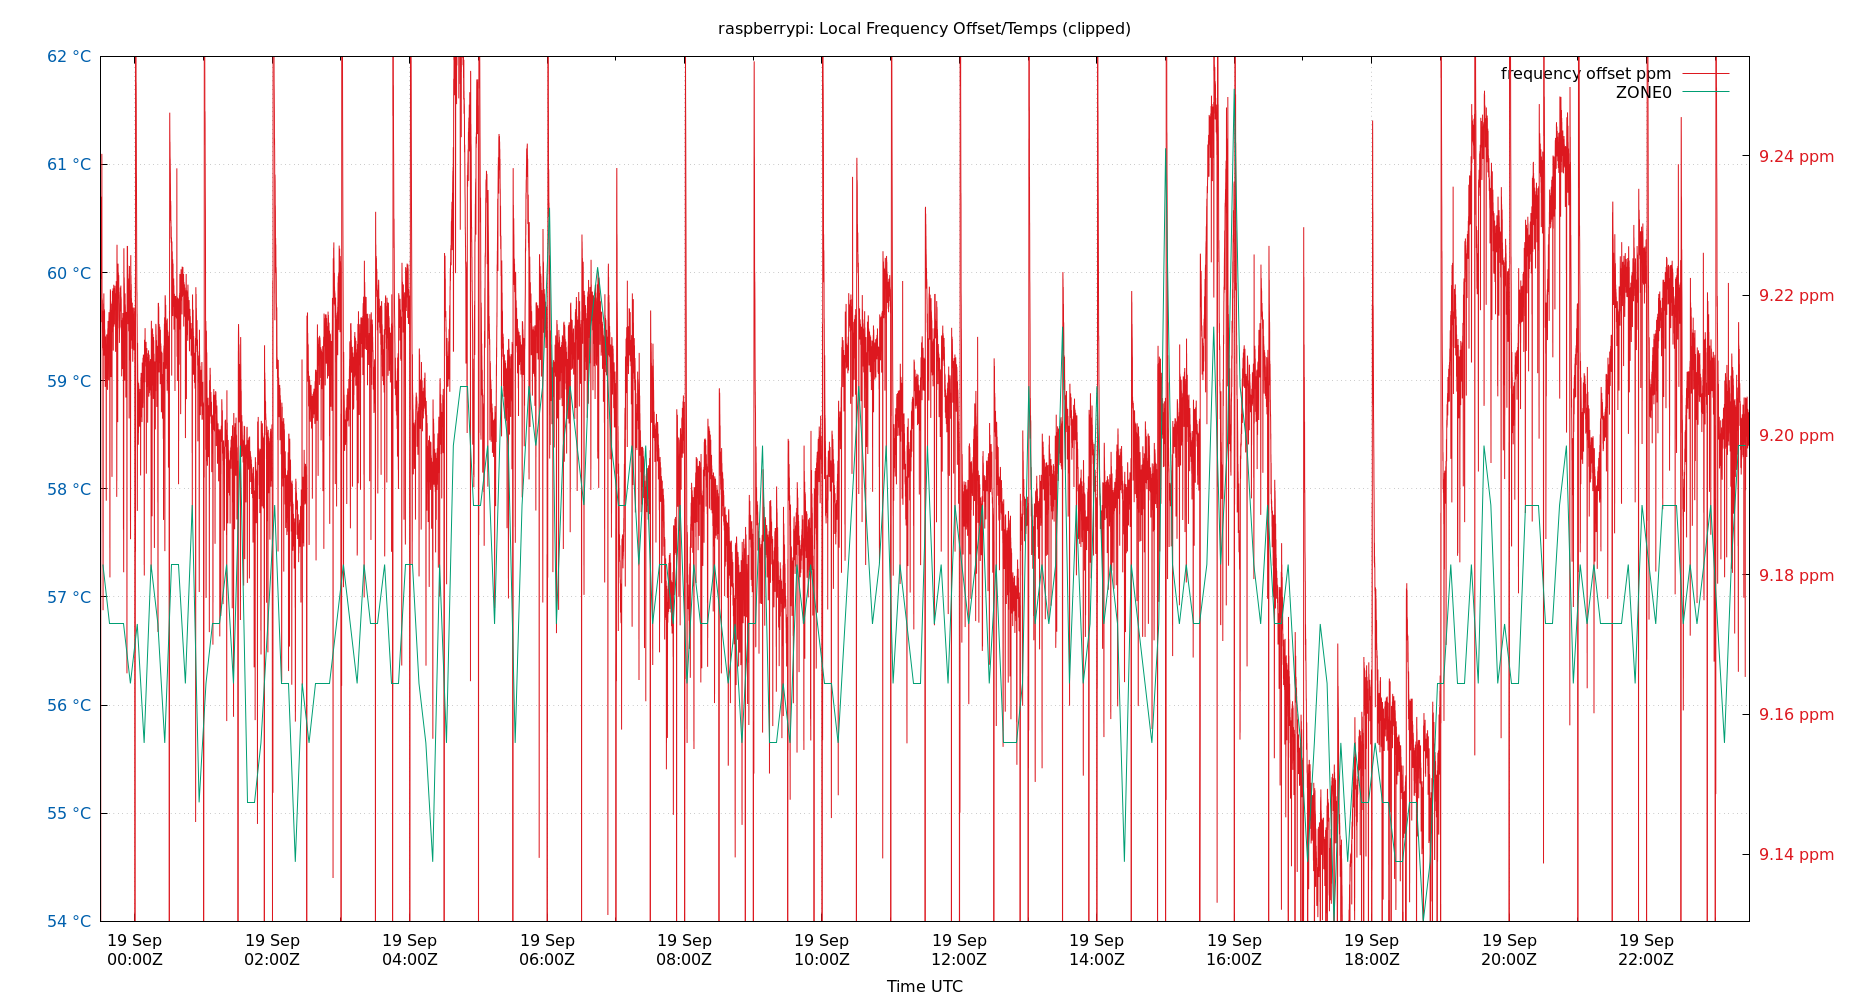 raspberrypi: Local Frequency Offset/Temps (clipped)
62 °C
61 °C
60 °C
59 °C
58 °C
57 °C
56 °C
55 °C
54 °C
frequency offset ppm
ZONE0
9.24 ppm
9.22 ppm
9.20 ppm
9.18 ppm
9.16 ppm
9.14 ppm
19 Sep
00:00Z
19 Sep
02:00Z
19 Sep
04:00Z
19 Sep
06:00Z
19 Sep
08:00Z
19 Sep
10:00Z
19 Sep
12:00Z
19 Sep
14:00Z
19 Sep
16:00Z
19 Sep
18:00Z
19 Sep
20:00Z
19 Sep
22:00Z
Time UTC